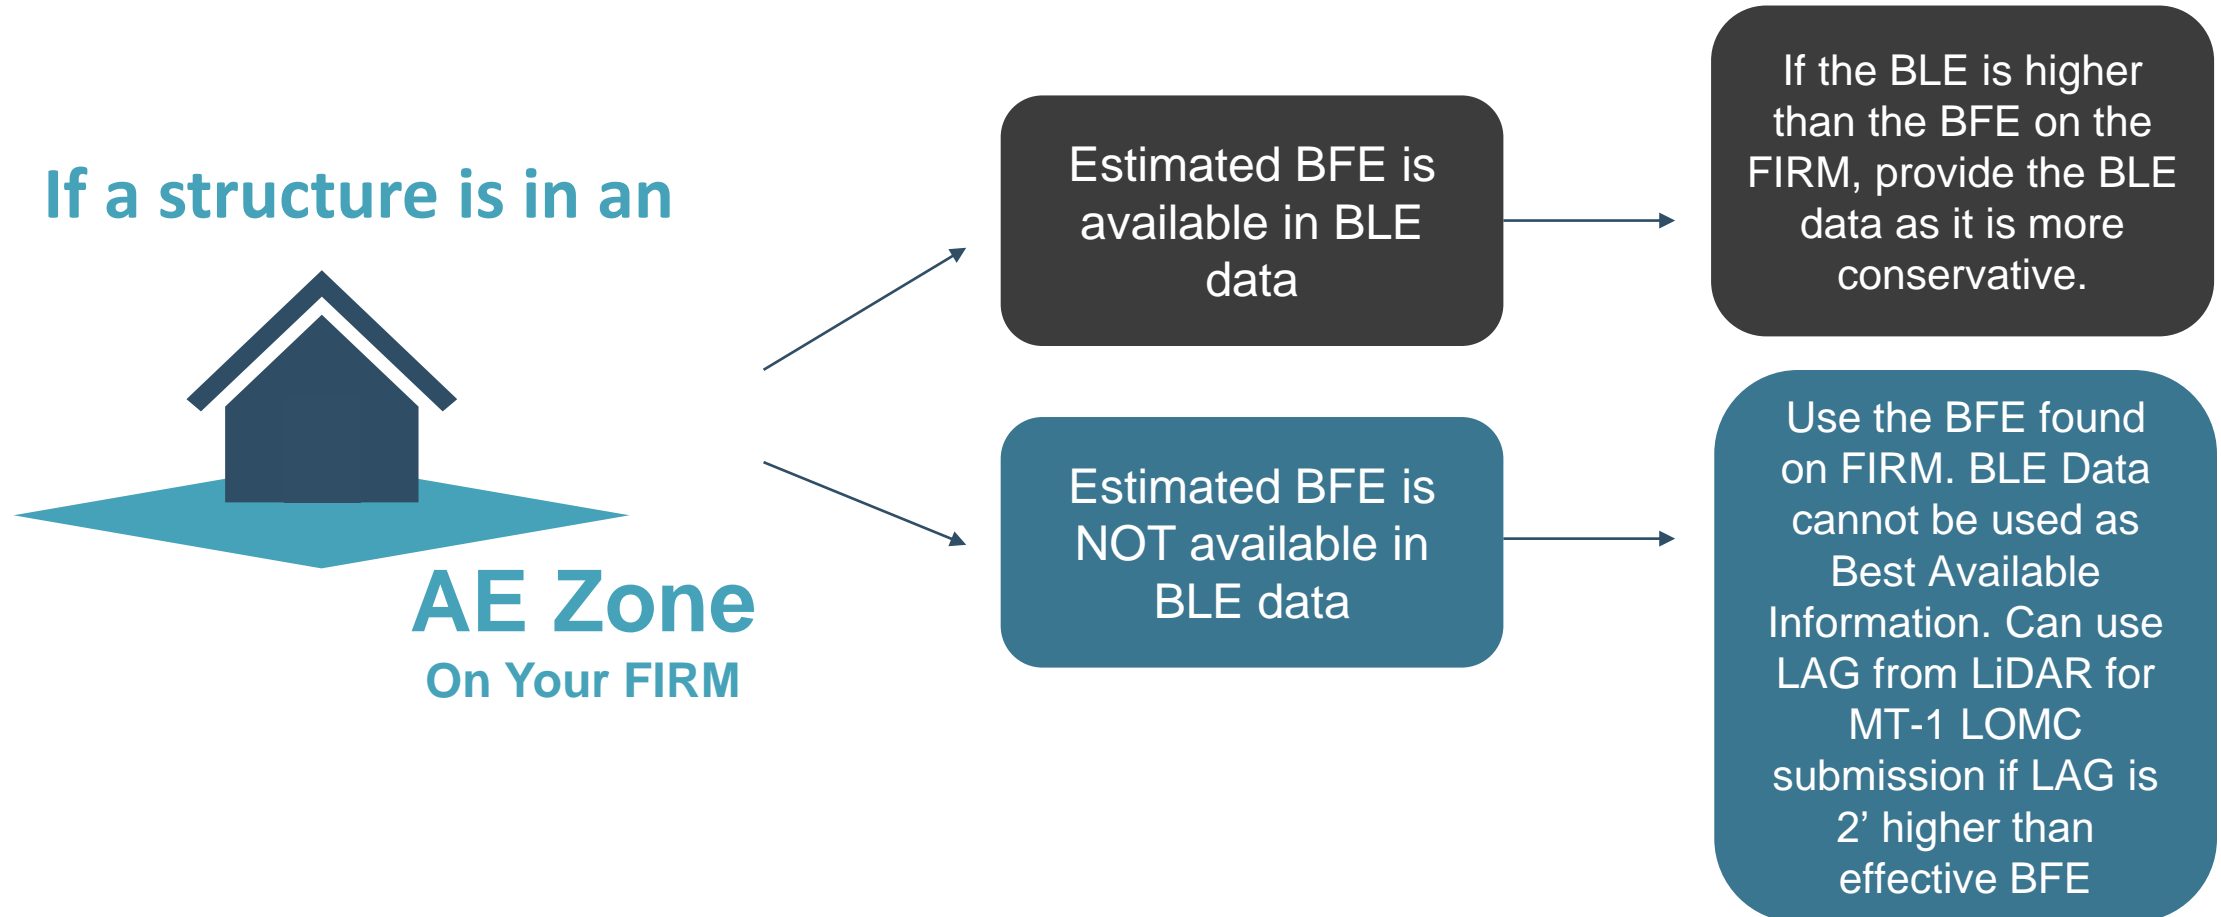 If a structure is in an
AE Zone
On Your FIRM
Estimated BFE is
available in BLE
data
If the BLE is higher
than the BFE on the
FIRM, provide the BLE
data as it is more
conservative.
Estimated BFE is
NOT available in
BLE data
Use the BFE found
on FIRM. BLE Data
cannot be used as
Best Available
Information. Can use
LAG from LiDAR for
MT-1 LOMC
submission if LAG is
2’ higher than
effective BFE